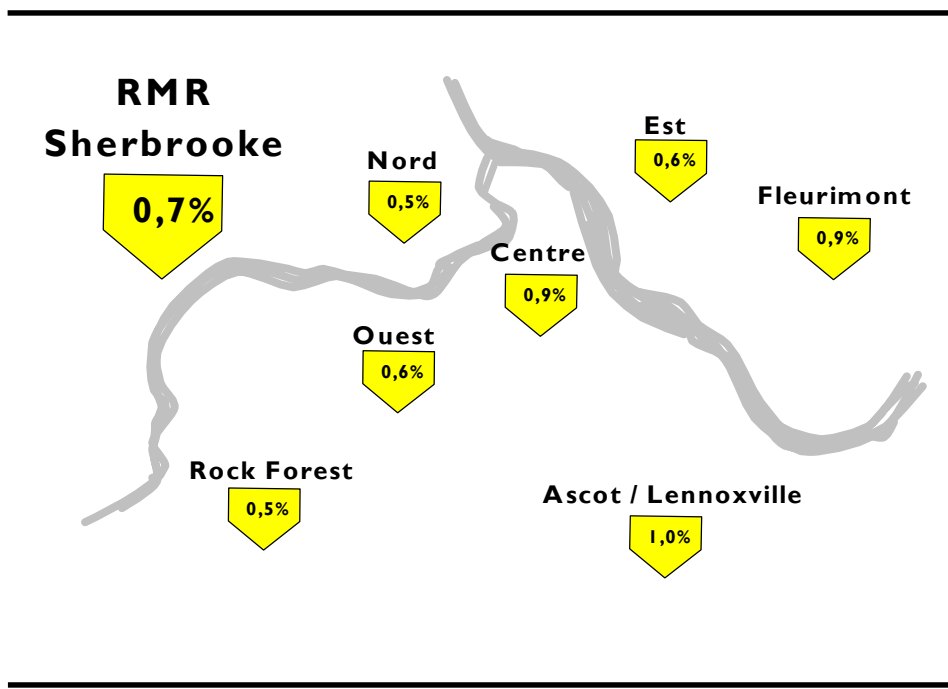 RMR
Sherbrooke
0,7%
Nord
0,5%
Est
0,6%
Fleurimont
0,9%
Centre
0,9%
Ouest
0,6%
Rock Forest
0,5%
Ascot / Lennoxville
1,0%